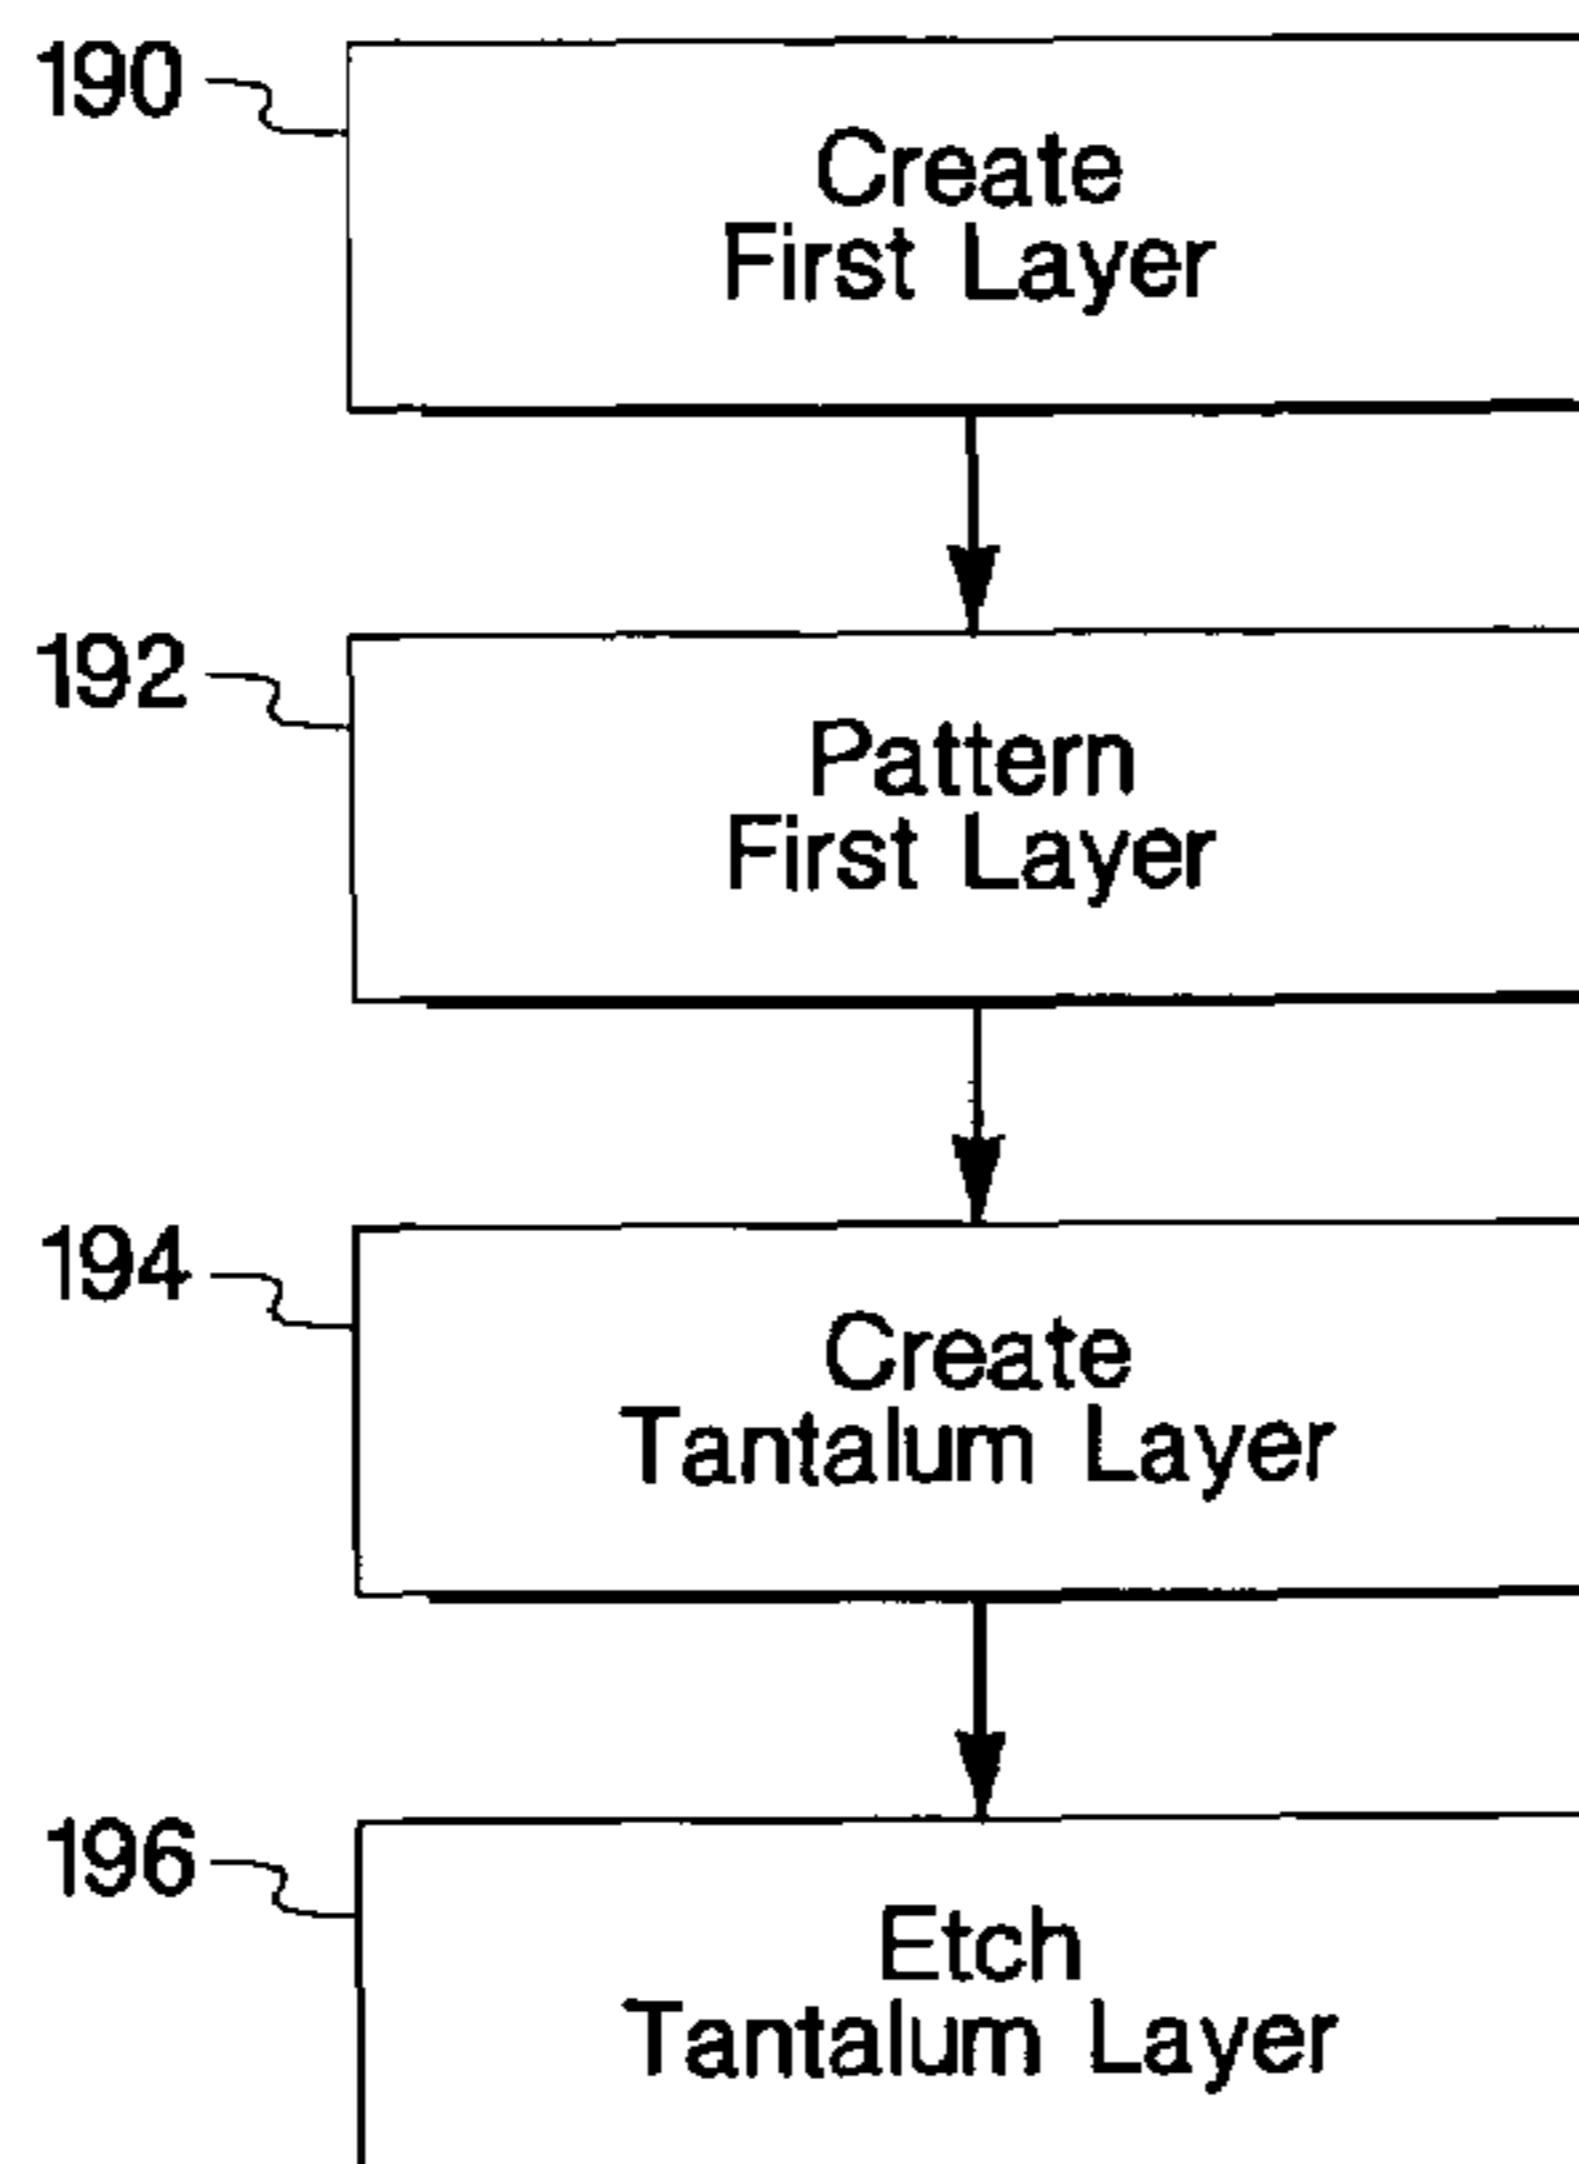 190
Create
First Layer
192
Pattern
First Layer
194
Create
Tantalum Layer
196
Etch
Tantalum Layer